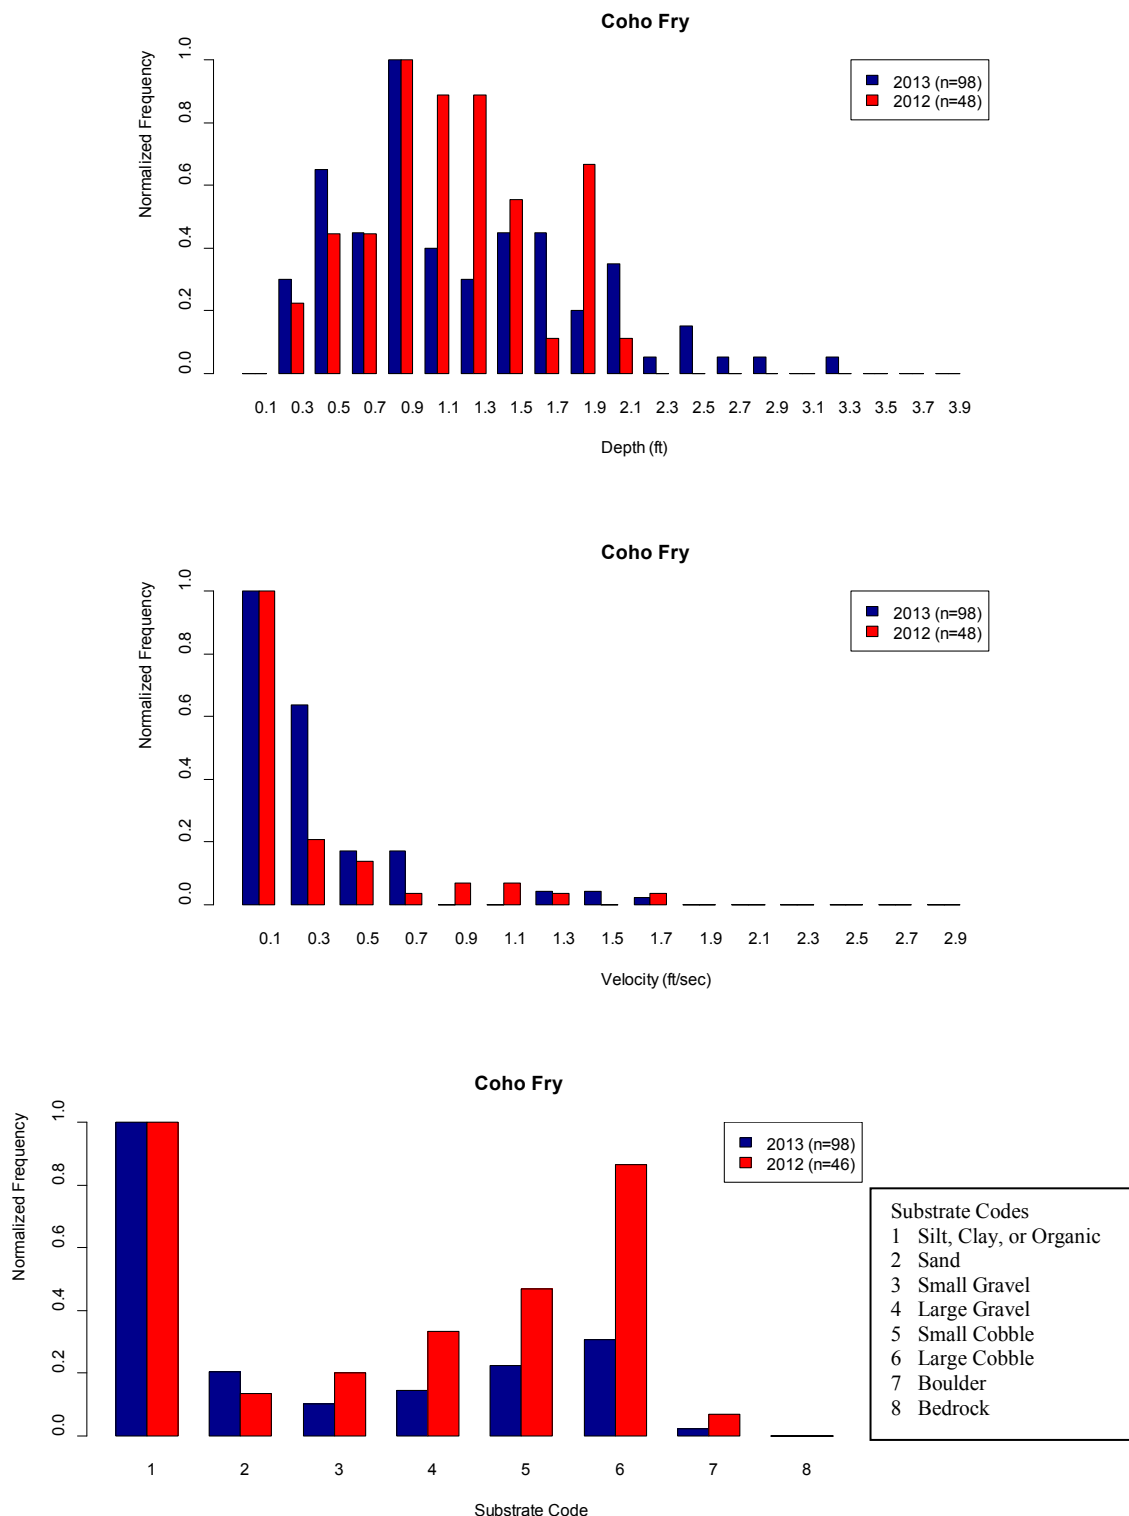 Coho Fry
Normalized Frequency
1.0
0.8
0.6
0.4
0.2
0.0
2013 (n=98)
2012 (n=48)
0.1 0.3 0.5 0.7 0.9 1.1 1.3 1.5 1.7 1.9 2.1 2.3 2.5 2.7 2.9 3.1 3.3 3.5 3.7 3.9
Depth (ft)
Coho Fry
Normalized Frequency
1.0
0.8
0.6
0.4
0.2
0.0
2013 (n=98)
2012 (n=48)
0.1 0.3 0.5 0.7 0.9 1.1 1.3 1.5 1.7 1.9 2.1 2.3 2.5 2.7 2.9
Velocity (ft/sec)
Coho Fry
Normalized Frequency
1.0
0.8
0.6
0.4
0.2
0.0
2013 (n=98)
2012 (n=46)
1 2 3 4 5 6 7 8
Substrate Code
Substrate Codes
1 Silt, Clay, or Organic
2 Sand
3 Small Gravel
4 Large Gravel
5 Small Cobble
6 Large Cobble
7 Boulder
8 Bedrock